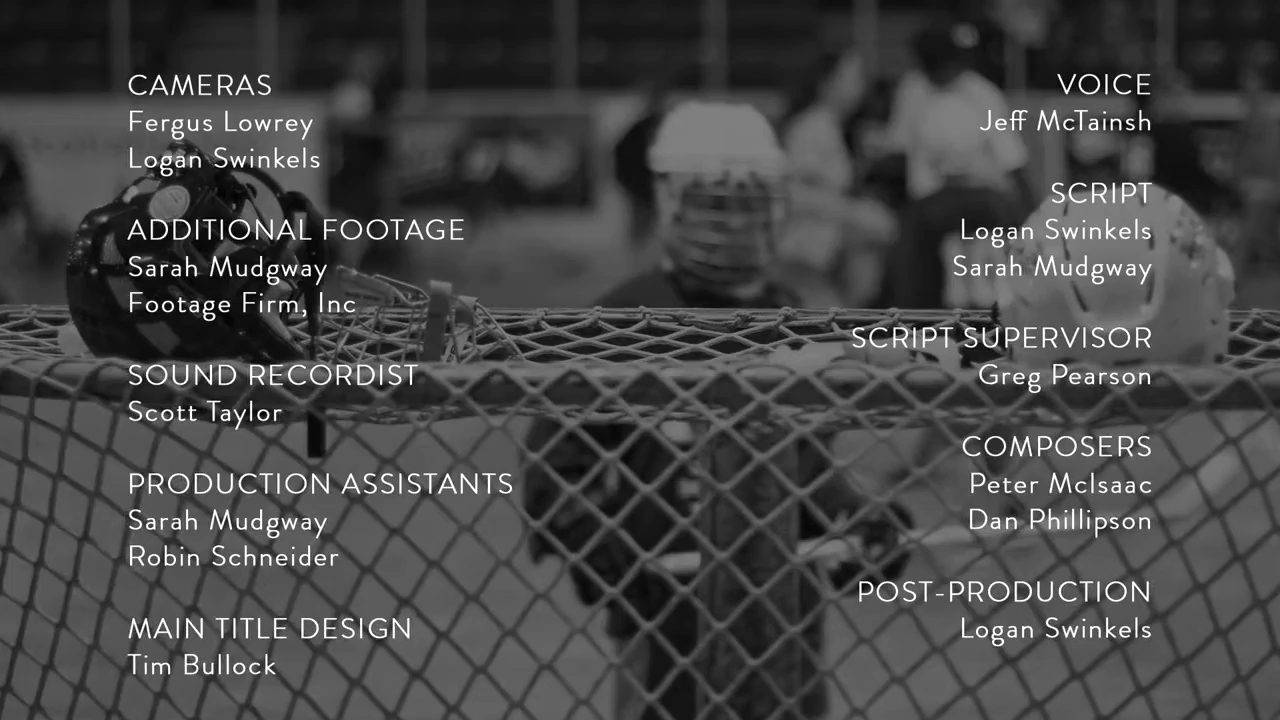 CAMERAS
Fergus Lowrey
Logan Swinkels
ADDITIONAL FOOTAGE
Sarah Mudgway
Footage Firm, Inc
SOUND RECORDIST
Scott Taylor
PRODUCTION ASSISTANTS
Sarah Mudgway
Robin Schneider
MAIN TITLE DESIGN
Tim Bullock
VOICE
Jeff McTainsh
SCRIPT
Logan Swinkels
Sarah Mudgway
SCRIPT SUPERVISOR
Greg Pearson
COMPOSERS
Peter McIsaac
Dan Phillipson
POST-PRODUCTION
Logan Swinkels